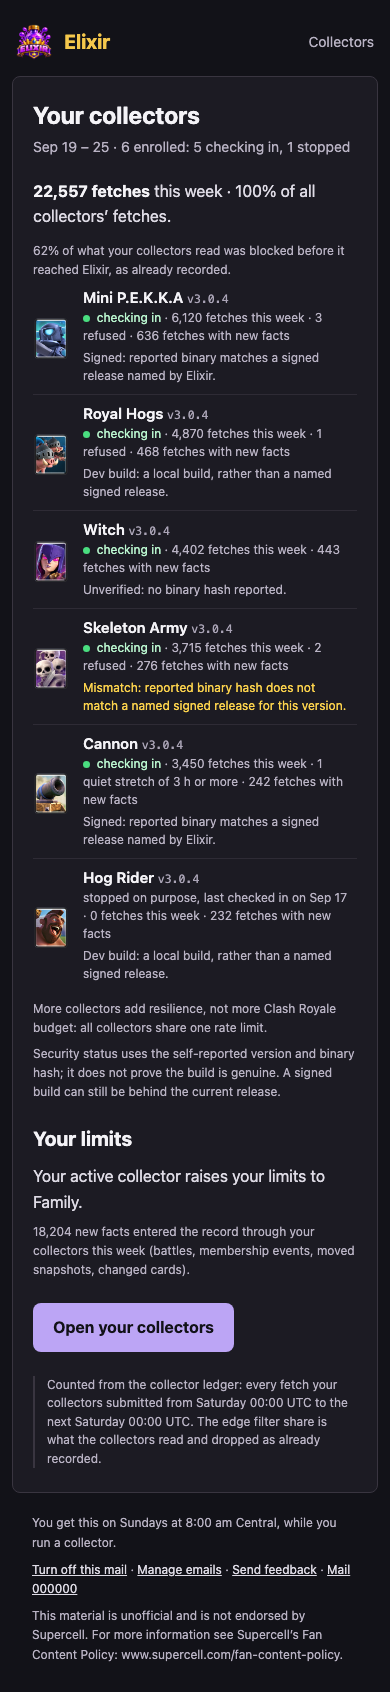 ELIXIR
Elixir
Collectors
Your collectors
Sep 19 – 25 · 6 enrolled: 5 checking in, 1 stopped
22,557 fetches this week · 100% of all
collectors’ fetches.
62% of what your collectors read was blocked before it
reached Elixir, as already recorded.
Mini P.E.K.K.A v3.0.4
checking in · 6,120 fetches this week · 3
refused · 636 fetches with new facts
Signed: reported binary matches a signed
release named by Elixir.
Royal Hogs v3.0.4
checking in · 4,870 fetches this week · 1
refused · 468 fetches with new facts
Dev build: a local build, rather than a named
signed release.
Witch v3.0.4
checking in · 4,402 fetches this week · 443
fetches with new facts
Unverified: no binary hash reported.
Skeleton Army v3.0.4
checking in · 3,715 fetches this week · 2
refused · 276 fetches with new facts
Mismatch: reported binary hash does not
match a named signed release for this version.
Cannon v3.0.4
checking in · 3,450 fetches this week · 1
quiet stretch of 3 h or more · 242 fetches with
new facts
Signed: reported binary matches a signed
release named by Elixir.
Hog Rider v3.0.4
stopped on purpose, last checked in on Sep 17
· 0 fetches this week · 232 fetches with new
facts
Dev build: a local build, rather than a named
signed release.
More collectors add resilience, not more Clash Royale
budget: all collectors share one rate limit.
Security status uses the self-reported version and binary
hash; it does not prove the build is genuine. A signed
build can still be behind the current release.
Your limits
Your active collector raises your limits to
Family.
18,204 new facts entered the record through your
collectors this week (battles, membership events, moved
snapshots, changed cards).
Open your collectors
Counted from the collector ledger: every fetch your
collectors submitted from Saturday 00:00 UTC to the
next Saturday 00:00 UTC. The edge filter share is
what the collectors read and dropped as already
recorded.
You get this on Sundays at 8:00 am Central, while you
run a collector.
Turn off this mail · Manage emails · Send feedback · Mail
000000
This material is unofficial and is not endorsed by
Supercell. For more information see Supercell’s Fan
Content Policy: www.supercell.com/fan-content-policy.